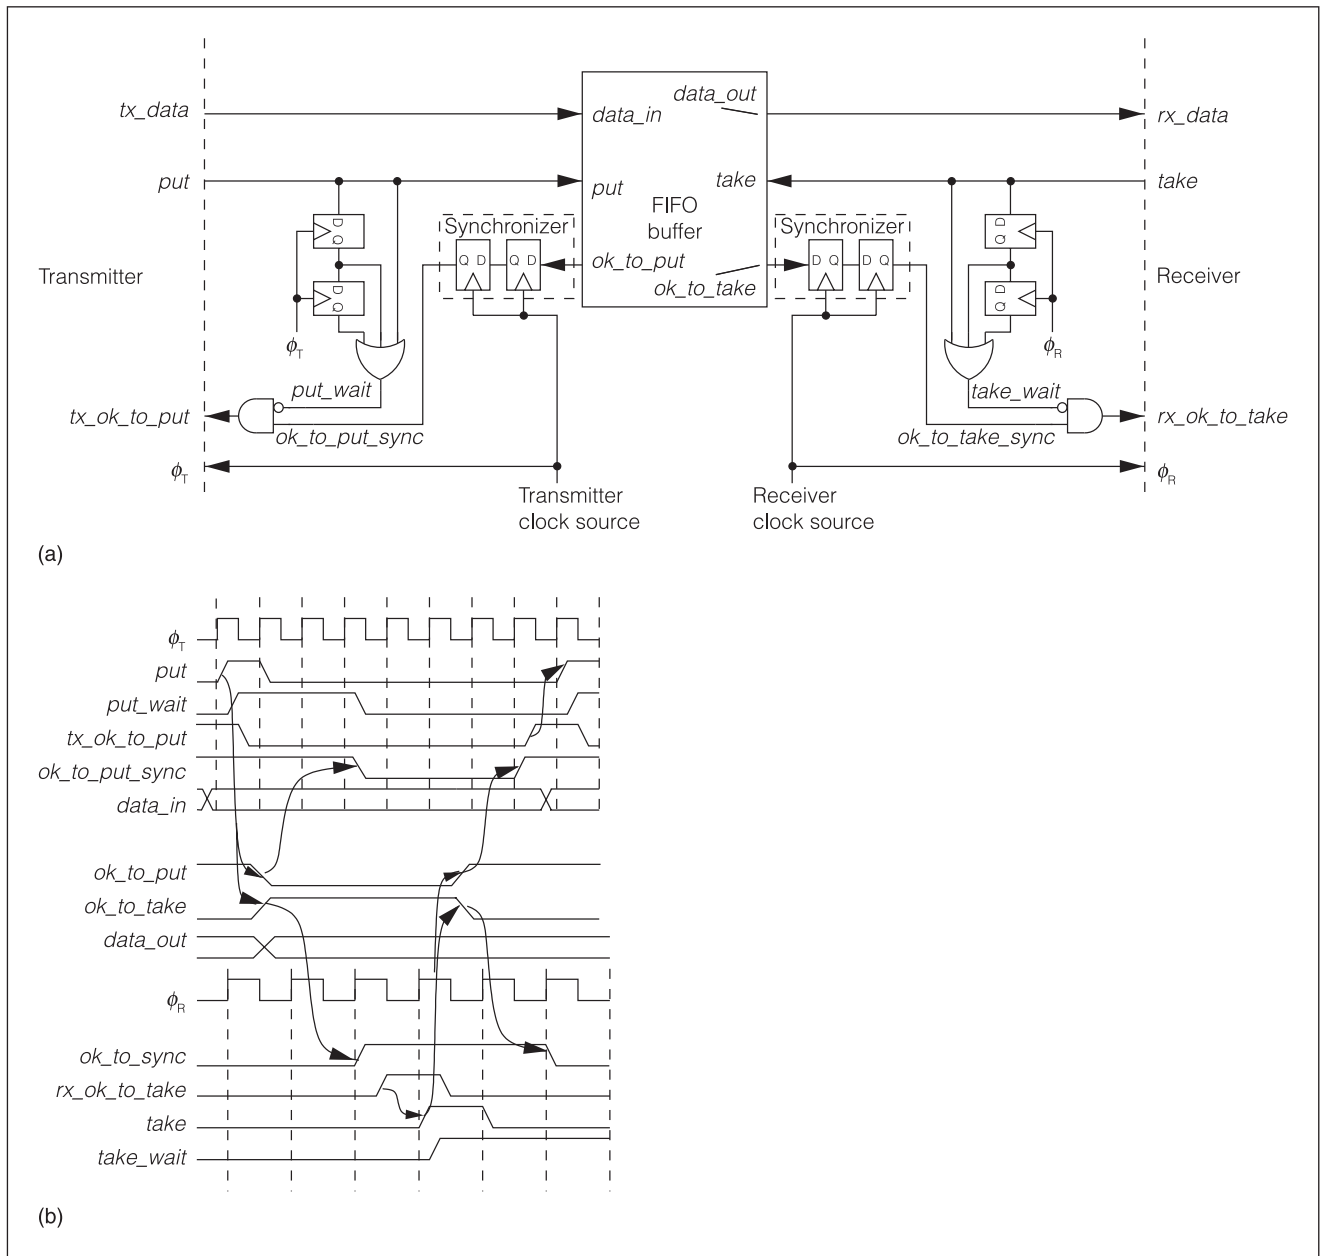 tx_data
data_in
data_out
rx_data
put
put
take
take
FIFO
buffer
Synchronizer
Synchronizer
D
Q
D
Q
Q D
Q D
D Q
D Q
D
Q
D
Q
ok_to_put
ok_to_take
Transmitter
Receiver
ϕT
ϕR
put_wait
take_wait
tx_ok_to_put
rx_ok_to_take
ok_to_put_sync
ok_to_take_sync
ϕT
ϕR
Transmitter
clock source
Receiver
clock source
(a)
ϕT
put
put_wait
tx_ok_to_put
ok_to_put_sync
data_in
ok_to_put
ok_to_take
data_out
ϕR
ok_to_sync
rx_ok_to_take
take
take_wait
(b)